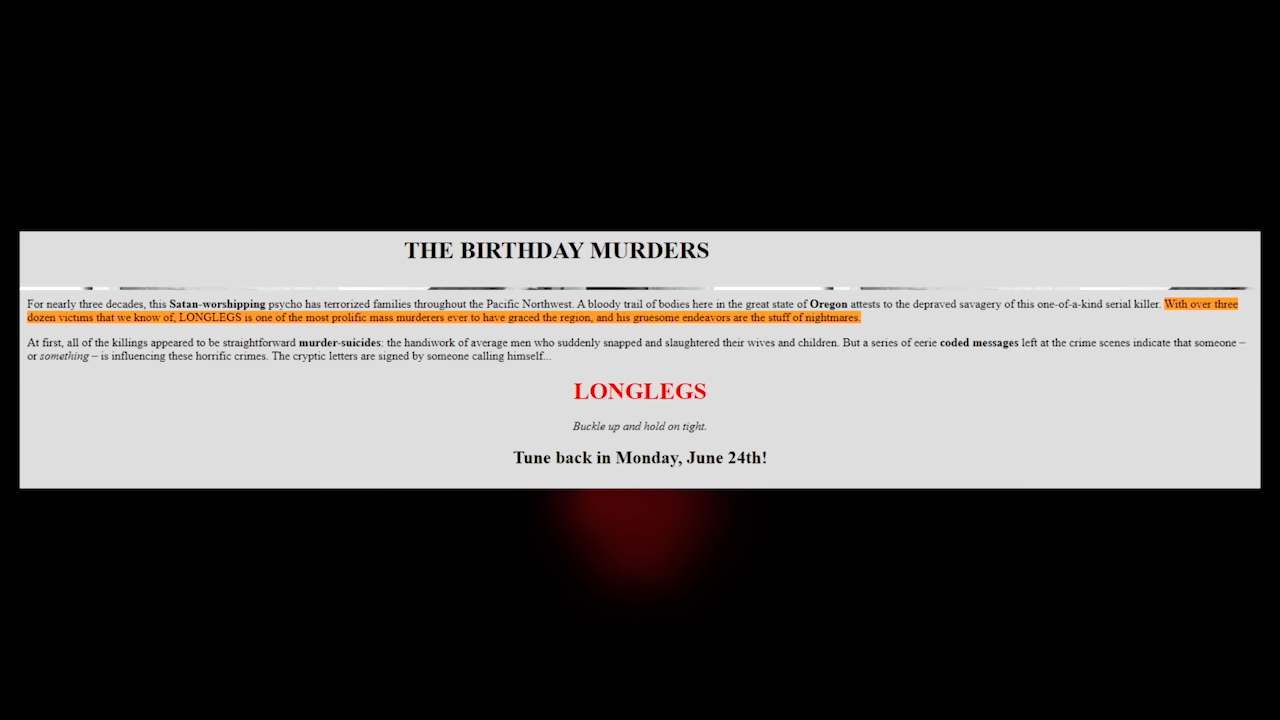 THE BIRTHDAY MURDERS
For nearly three decades, this Satan-worshipping psycho has terrorized families throughout the Pacific Northwest. A bloody trail of bodies here in the great state of Oregon attests to the depraved savagery of this one-of-a-kind serial killer. With over three
dozen victims that we know of, LONGLEGS is one of the most prolific mass murderers ever to have graced the region, and his gruesome endeavors are the stuff of nightmares.
At first, all of the killings appeared to be straightforward murder-suicides: the handiwork of average men who suddenly snapped and slaughtered their wives and children. But a series of eerie coded messages left at the crime scenes indicate that someone –
or something – is influencing these horrific crimes. The cryptic letters are signed by someone calling himself...
LONGLEGS
Buckle up and hold on tight.
Tune back in Monday, June 24th!